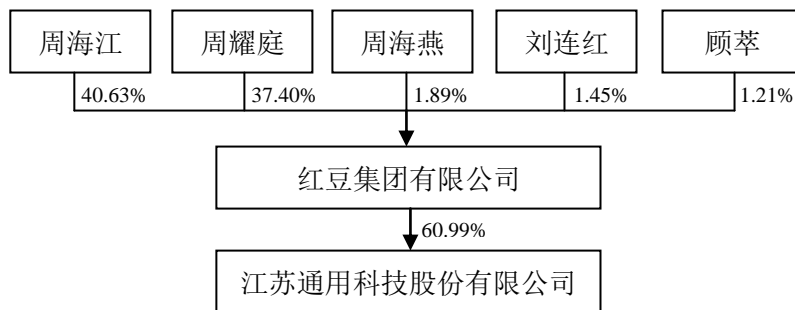 周海江 周耀庭 周海燕 刘连红 顾萃
40.63% 37.40% 1.89% 1.45% 1.21%
红豆集团有限公司
60.99%
江苏通用科技股份有限公司